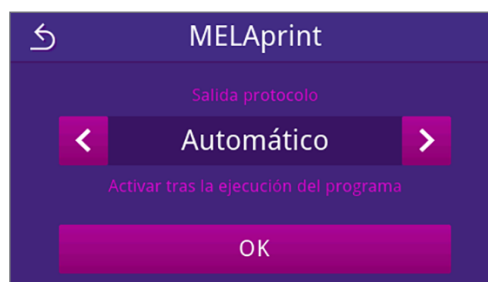 MELAprint
Salida protocolo
Automático
Activar tras la ejecución del programa
OK